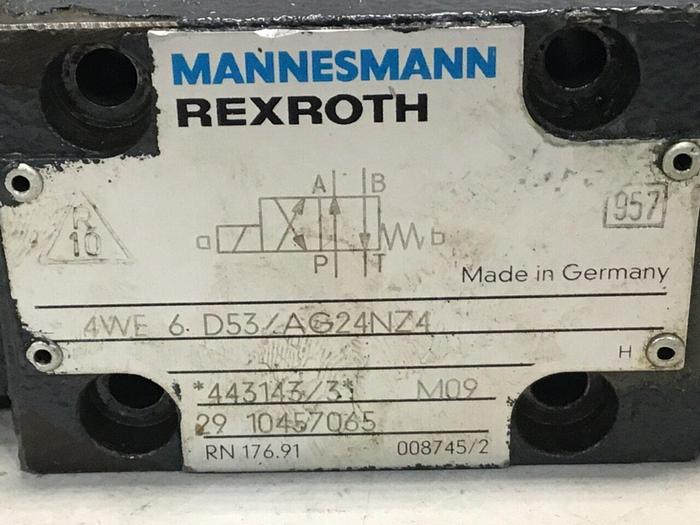 MANNESMANN
REXROTH
A B
R
10
957
a
b
P T
Made in Germany
4WE 6 D53/AG24NZ4
H
*443143/3* M09
29 10457065
RN 176.91 008745/2